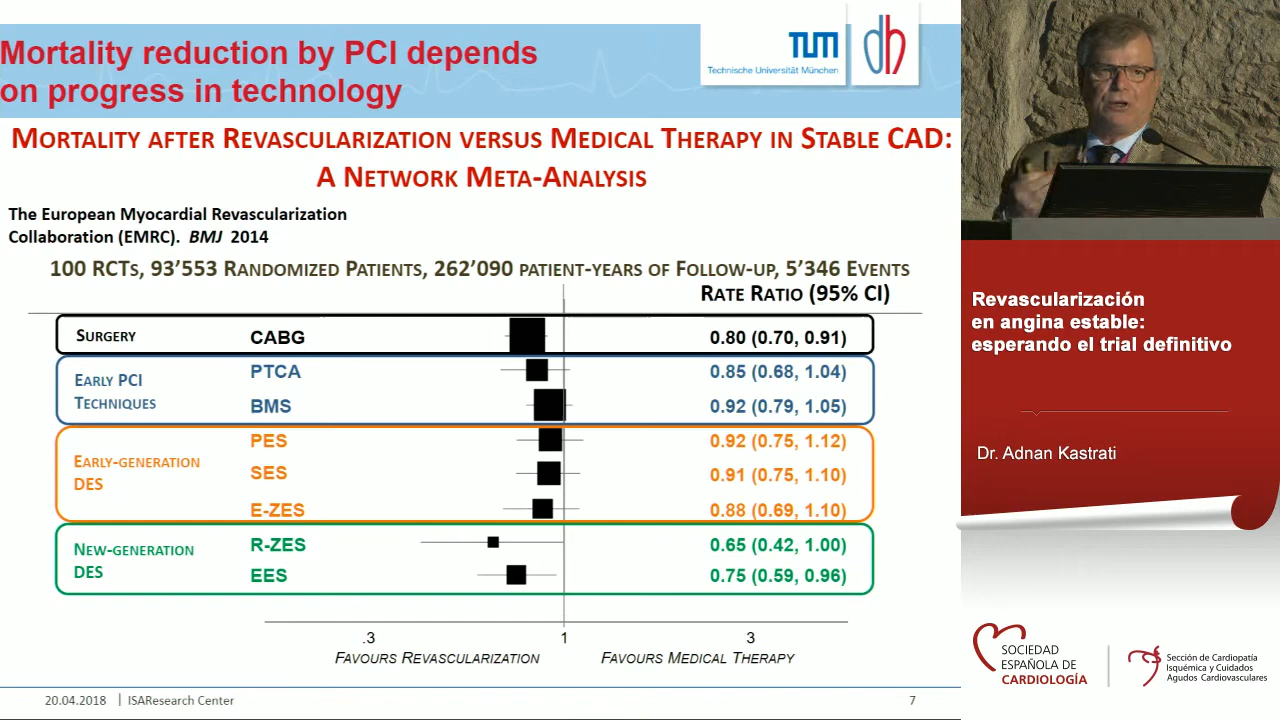 Mortality reduction by PCI depends
on progress in technology
TUM
Technische Universität München
dh
MORTALITY AFTER REVASCULARIZATION VERSUS MEDICAL THERAPY IN STABLE CAD:
A NETWORK META-ANALYSIS
The European Myocardial Revascularization
Collaboration (EMRC). BMJ 2014
100 RCTS, 93'553 RANDOMIZED PATIENTS, 262'090 PATIENT-YEARS OF FOLLOW-UP, 5'346 EVENTS
RATE RATIO (95% CI)
SURGERY CABG 0.80 (0.70, 0.91)
EARLY PCI
TECHNIQUES
PTCA 0.85 (0.68, 1.04)
BMS 0.92 (0.79, 1.05)
EARLY-GENERATION
DES
PES 0.92 (0.75, 1.12)
SES 0.91 (0.75, 1.10)
E-ZES 0.88 (0.69, 1.10)
NEW-GENERATION
DES
R-ZES 0.65 (0.42, 1.00)
EES 0.75 (0.59, 0.96)
.3 1 3
FAVOURS REVASCULARIZATION FAVOURS MEDICAL THERAPY
20.04.2018 | ISAResearch Center 7
Revascularización
en angina estable:
esperando el trial definitivo
Dr. Adnan Kastrati
SOCIEDAD
ESPAÑOLA DE
CARDIOLOGÍA
Sección de Cardiopatía
Isquémica y Cuidados
Agudos Cardiovasculares